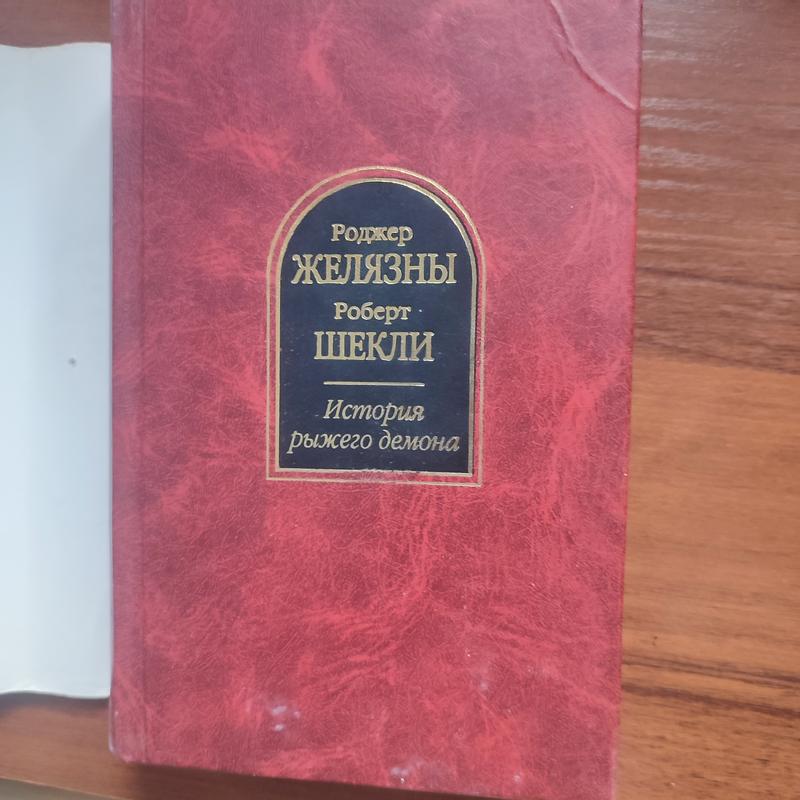 Роджер
ЖЕЛЯЗНЫ
Роберт
ШЕКЛИ
История
рыжего демона